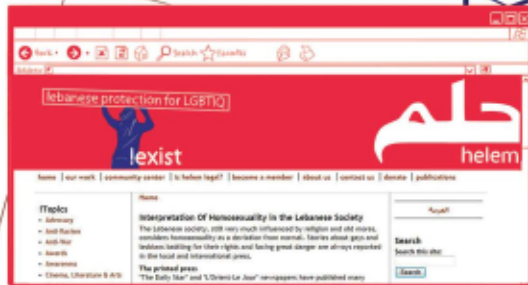 Back
Search
Favorites
Address
lebanese protection for LGBTIQ
حلم
!exist
helem
home | our work | community center | is helem legal? | become a member | about us | contact us | donate | publications
!Topics
Home
العربية
- Advocacy
- Anti-Racism
- Anti-War
- Awards
- Awareness
- Cinema, Literature & Arts
Interpretation Of Homosexuality in the Lebanese Society
The Lebanese society, still very much influenced by religion and old mores,
considers homosexuality as a deviation from normal. Stories about gays and
lesbians battling for their rights and facing great danger are always reported
in the local and international press.
The printed press:
"The Daily Star" and "L'Orient-Le Jour" newspapers have published many
Search
Search this site:
Search